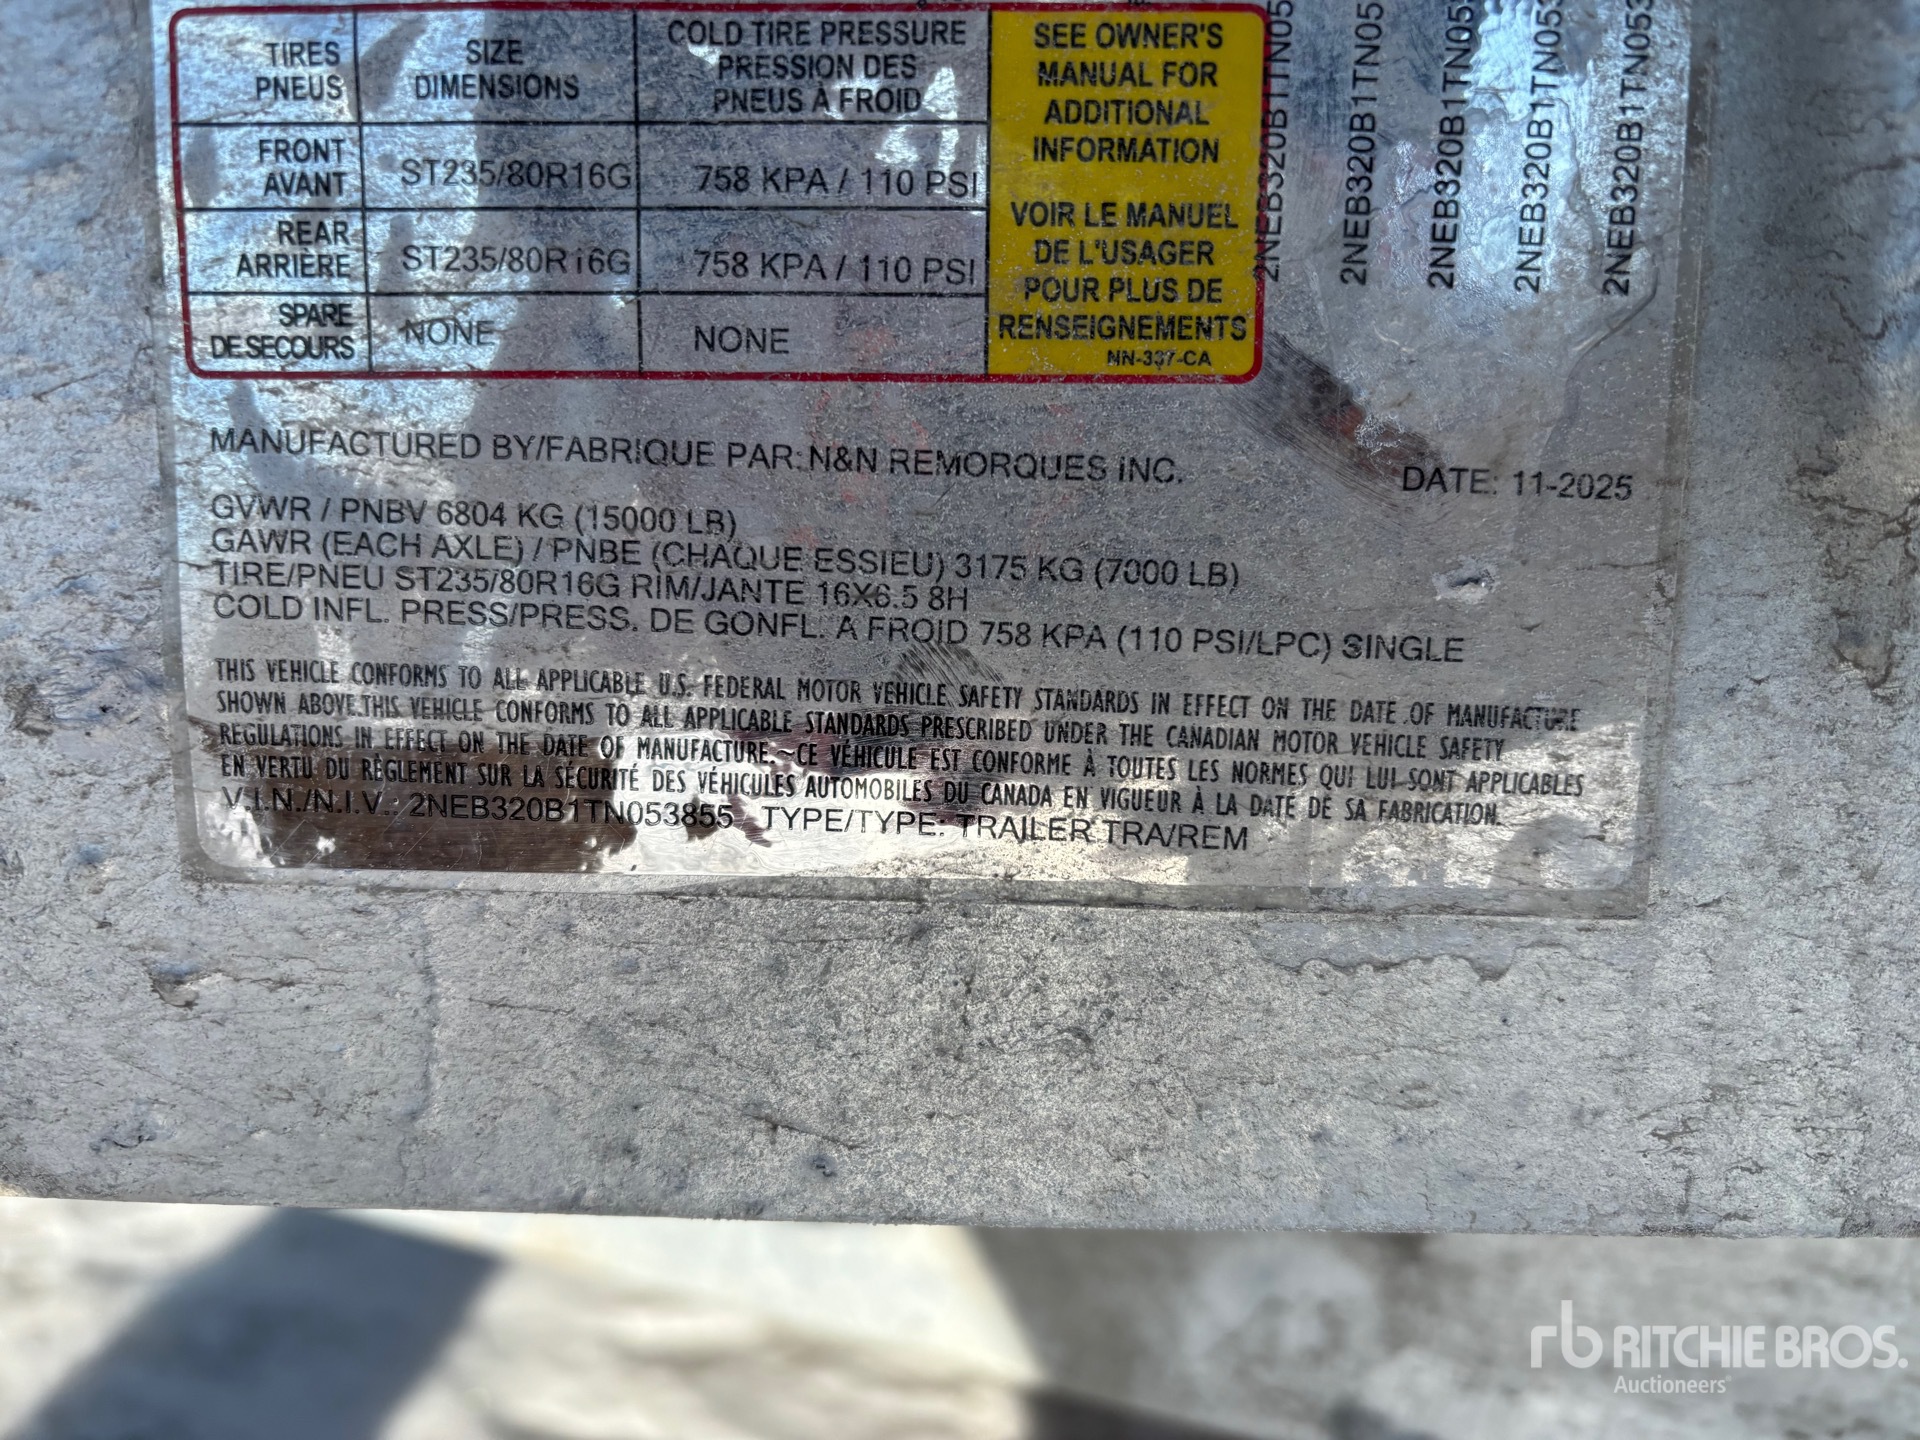 TIRES SIZE COLD TIRE PRESSURE
PNEUS DIMENSIONS PRESSION DES
PNEUS À FROID
FRONT
AVANT ST235/80R16G 758 KPA / 110 PSI
REAR
ARRIÈRE ST235/80R16G 758 KPA / 110 PSI
SPARE
DE SECOURS NONE NONE
SEE OWNER'S
MANUAL FOR
ADDITIONAL
INFORMATION
VOIR LE MANUEL
DE L'USAGER
POUR PLUS DE
RENSEIGNEMENTS
NN-337-CA
2NEB320B1TN05
2NEB320B1TN05
2NEB320B1TN053
2NEB320B1TN053
2NEB320B1TN053
MANUFACTURED BY/FABRIQUE PAR: N&N REMORQUES INC.
DATE: 11-2025
GVWR / PNBV 6804 KG (15000 LB)
GAWR (EACH AXLE) / PNBE (CHAQUE ESSIEU) 3175 KG (7000 LB)
TIRE/PNEU ST235/80R16G RIM/JANTE 16X6.5 8H
COLD INFL. PRESS/PRESS. DE GONFL. A FROID 758 KPA (110 PSI/LPC) SINGLE
THIS VEHICLE CONFORMS TO ALL APPLICABLE U.S. FEDERAL MOTOR VEHICLE SAFETY STANDARDS IN EFFECT ON THE DATE OF MANUFACTURE
SHOWN ABOVE.THIS VEHICLE CONFORMS TO ALL APPLICABLE STANDARDS PRESCRIBED UNDER THE CANADIAN MOTOR VEHICLE SAFETY
REGULATIONS IN EFFECT ON THE DATE OF MANUFACTURE.~CE VÉHICULE EST CONFORME À TOUTES LES NORMES QUI LUI SONT APPLICABLES
EN VERTU DU RÈGLEMENT SUR LA SÉCURITÉ DES VÉHICULES AUTOMOBILES DU CANADA EN VIGUEUR À LA DATE DE SA FABRICATION.
V.I.N./N.I.V.: 2NEB320B1TN053855 TYPE/TYPE: TRAILER TRA/REM
rb RITCHIE BROS.
Auctioneers